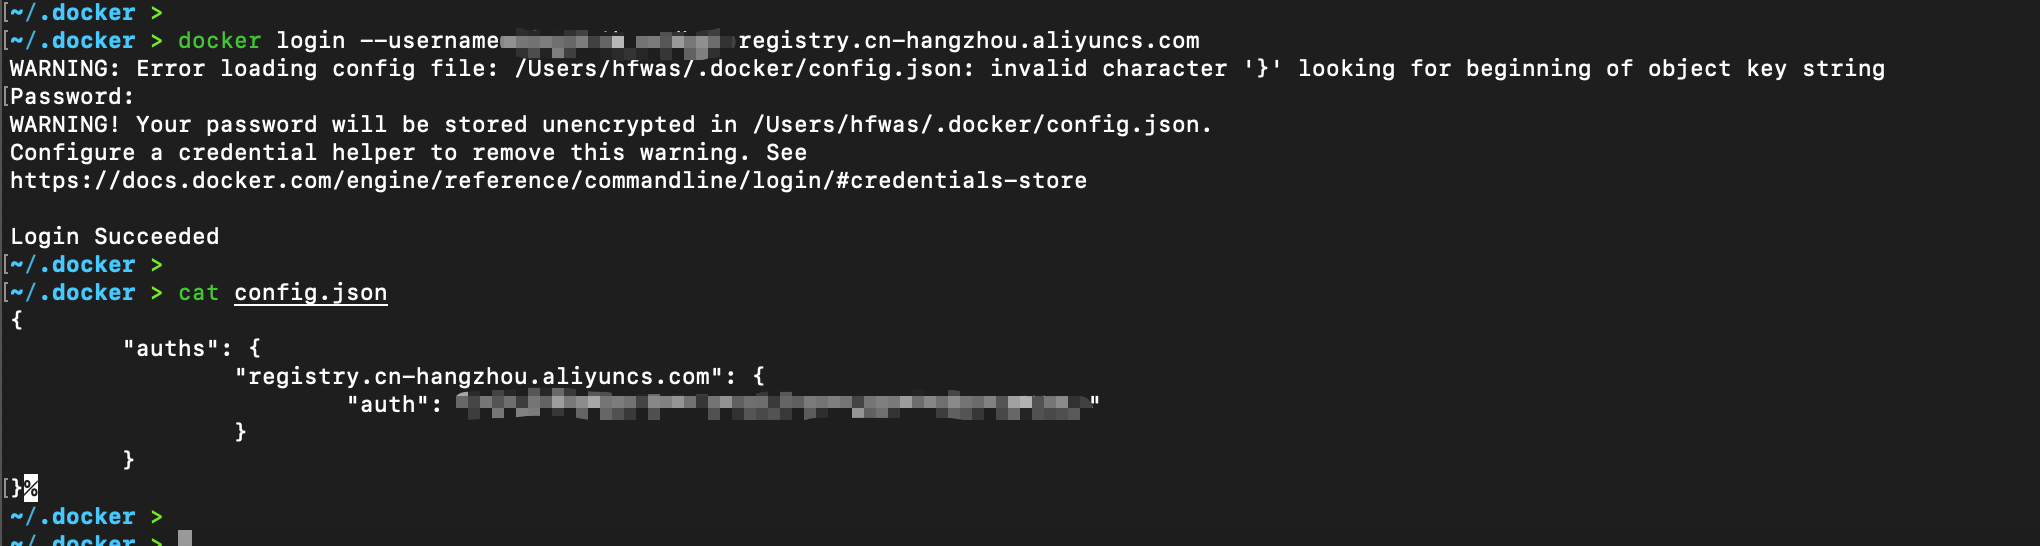 [~/.docker >
[~/.docker > docker login --username registry.cn-hangzhou.aliyuncs.com
WARNING: Error loading config file: /Users/hfwas/.docker/config.json: invalid character '}' looking for beginning of object key string
[Password:
WARNING! Your password will be stored unencrypted in /Users/hfwas/.docker/config.json.
Configure a credential helper to remove this warning. See
https://docs.docker.com/engine/reference/commandline/login/#credentials-store
Login Succeeded
[~/.docker >
[~/.docker > cat config.json
{
"auths": {
"registry.cn-hangzhou.aliyuncs.com": {
"auth": "
}
}
[}%
~/.docker >
~/.docker >